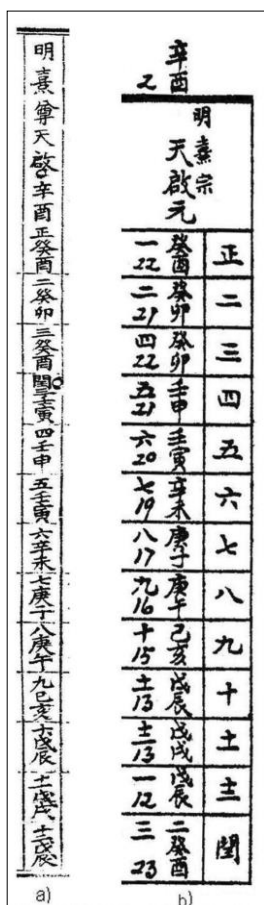 明熹尊天啓
辛酉
正癸酉
二癸卯
三癸酉
閏壬寅
四壬申
五壬寅
六辛未
七庚子
八庚午
九己亥
十戊辰
十一戊戌
十二戊辰
a)
辛酉
2
明熹宗
天啟元
正 癸酉 一 22
二 癸卯 二 21
三 癸卯 四 22
四 壬申 五 21
五 壬寅 六 20
六 辛未 七 19
七 庚子 八 17
八 庚午 九 16
九 己亥 十 15
十 戊辰 十一 13
十一 戊戌 十二 13
十二 戊辰 一 12
閏 二癸酉 三 23
b)